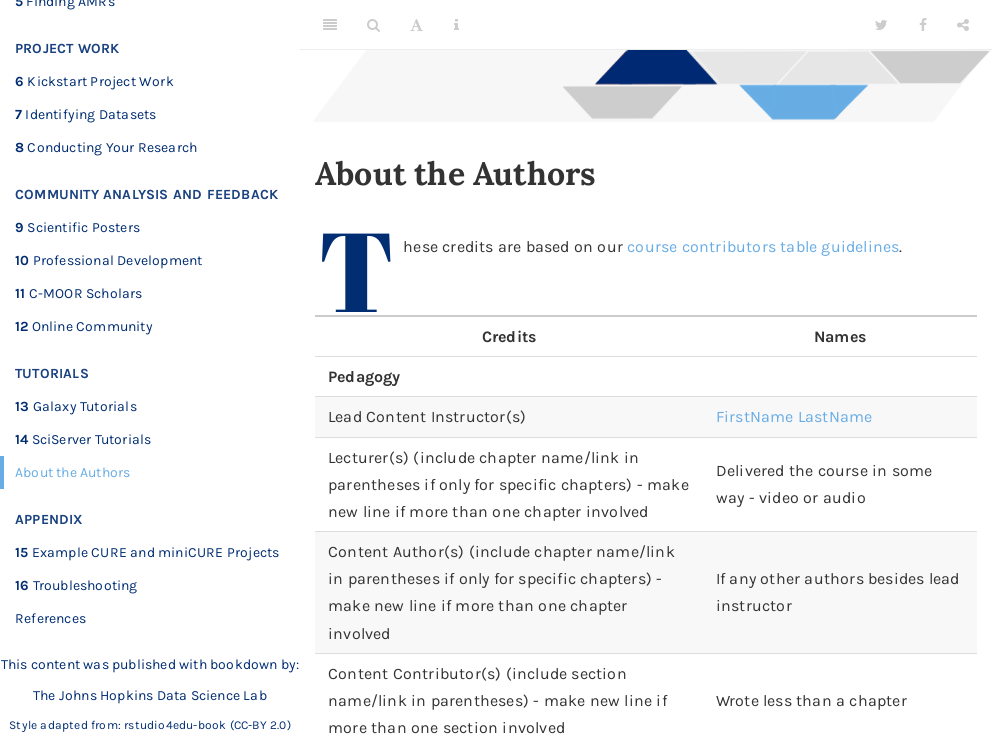 5 Finding AMRs
PROJECT WORK
6 Kickstart Project Work
7 Identifying Datasets
8 Conducting Your Research
COMMUNITY ANALYSIS AND FEEDBACK
9 Scientific Posters
10 Professional Development
11 C-MOOR Scholars
12 Online Community
TUTORIALS
13 Galaxy Tutorials
14 SciServer Tutorials
About the Authors
APPENDIX
15 Example CURE and miniCURE Projects
16 Troubleshooting
References
This content was published with bookdown by:
The Johns Hopkins Data Science Lab
Style adapted from: rstudio4edu-book (CC-BY 2.0)
About the Authors
These credits are based on our course contributors table guidelines.
Credits Names
Pedagogy
Lead Content Instructor(s) FirstName LastName
Lecturer(s) (include chapter name/link in
parentheses if only for specific chapters) - make
new line if more than one chapter involved
Delivered the course in some
way - video or audio
Content Author(s) (include chapter name/link
in parentheses if only for specific chapters) -
make new line if more than one chapter
involved
If any other authors besides lead
instructor
Content Contributor(s) (include section
name/link in parentheses) - make new line if
more than one section involved
Wrote less than a chapter